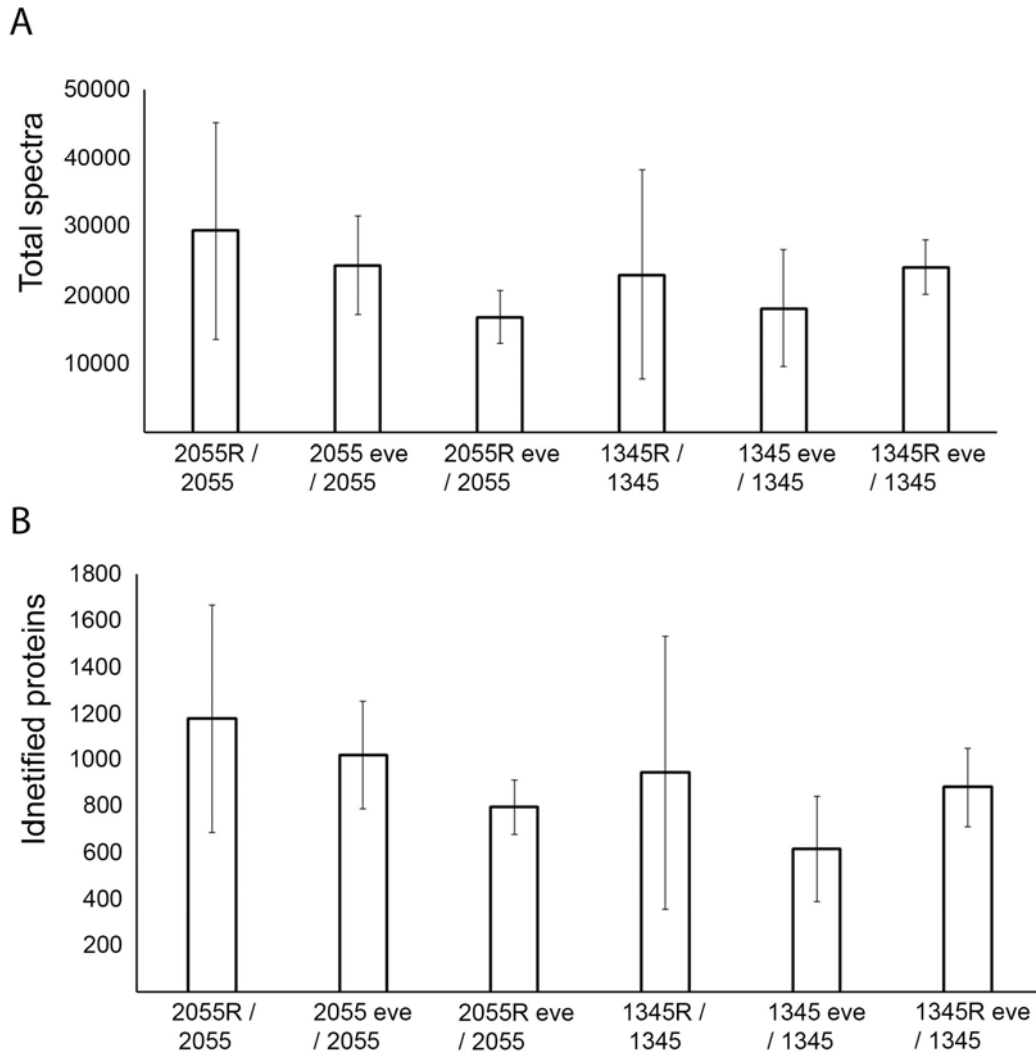 A
Total spectra
50000
40000
30000
20000
10000
2055R /
2055
2055 eve
/ 2055
2055R eve
/ 2055
1345R /
1345
1345 eve
/ 1345
1345R eve
/ 1345
B
Idnetified proteins
1800
1600
1400
1200
1000
800
600
400
200
2055R /
2055
2055 eve
/ 2055
2055R eve
/ 2055
1345R /
1345
1345 eve
/ 1345
1345R eve
/ 1345